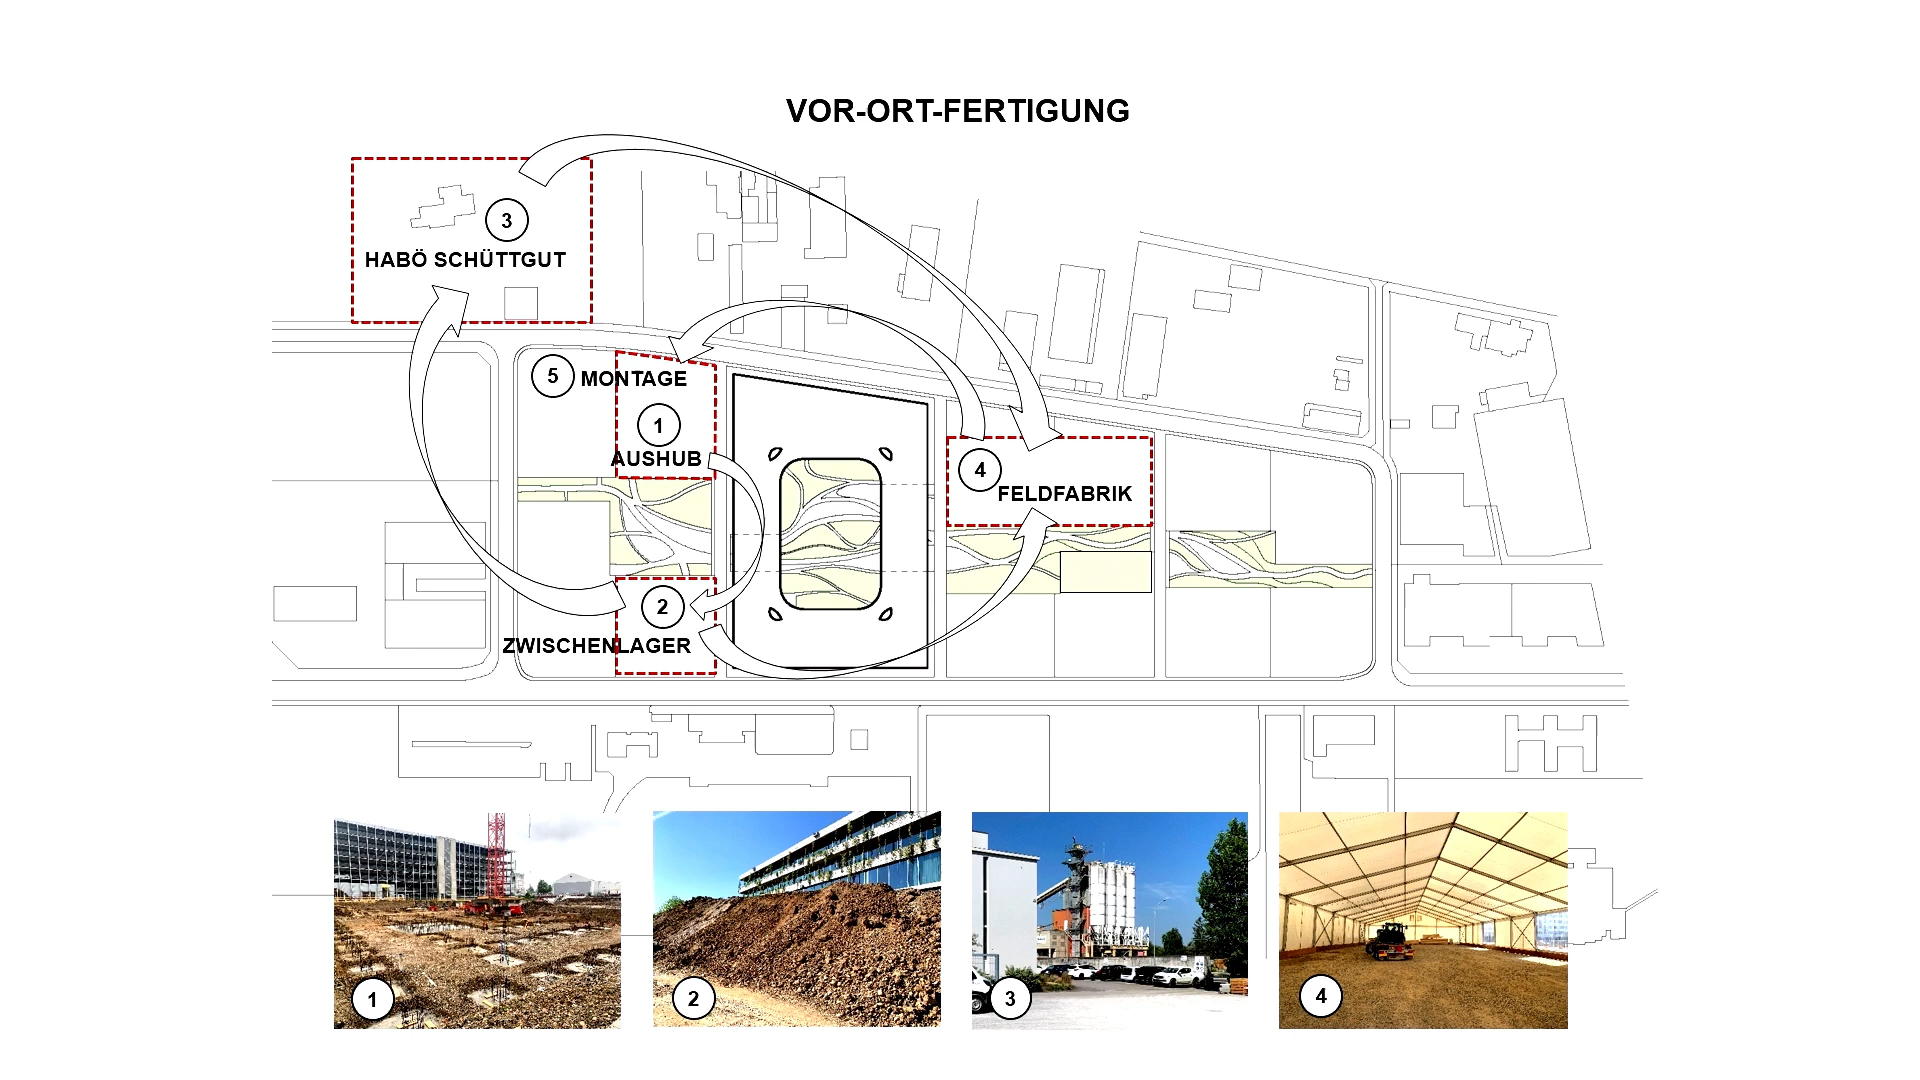 VOR-ORT-FERTIGUNG
3
HABÖ SCHÜTTGUT
5 MONTAGE
1
AUSHUB
4
FELDFABRIK
2
ZWISCHENLAGER
1
2
3
4